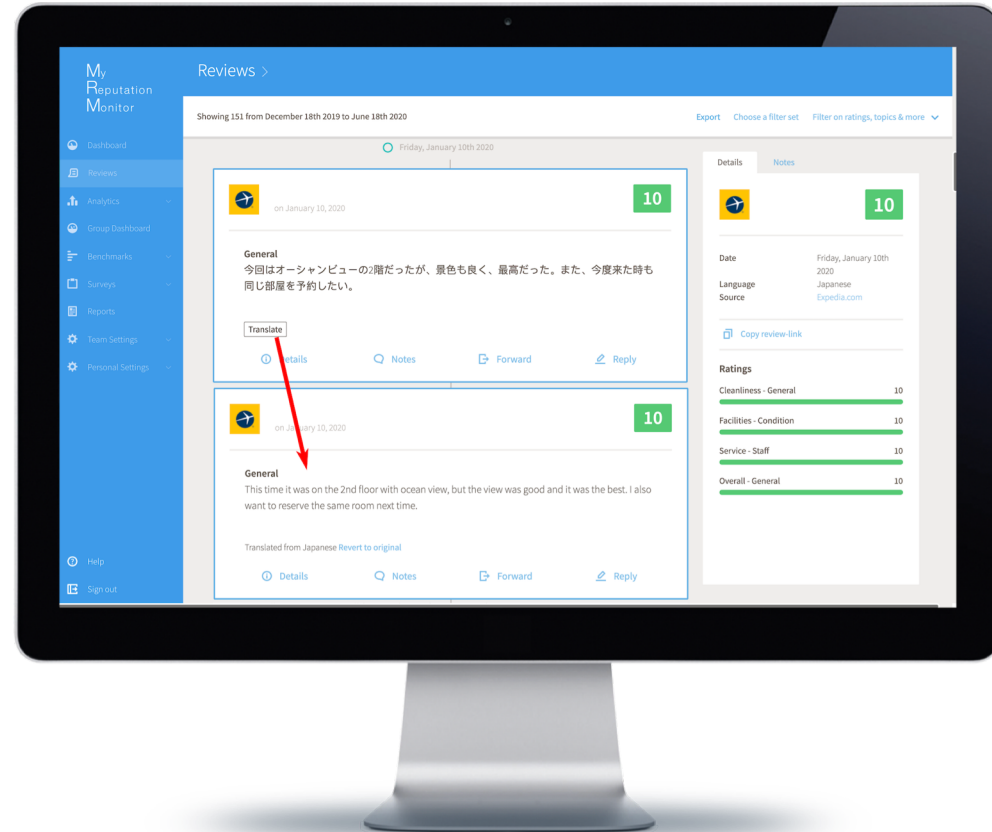 My
Reputation
Monitor
Reviews >
Showing 151 from December 18th 2019 to June 18th 2020
Export Choose a filter set Filter on ratings, topics & more
Dashboard
Reviews
Analytics
Group Dashboard
Benchmarks
Surveys
Reports
Team Settings
Personal Settings
Help
Sign out
Friday, January 10th 2020
on January 10, 2020
10
General
今回はオーシャンビューの2階だったが、景色も良く、最高だった。また、今度来た時も
同じ部屋を予約したい。
Translate
Details Notes Forward Reply
on January 10, 2020
10
General
This time it was on the 2nd floor with ocean view, but the view was good and it was the best. I also
want to reserve the same room next time.
Translated from Japanese Revert to original
Details Notes Forward Reply
Details Notes
10
Date Friday, January 10th
2020
Language Japanese
Source Expedia.com
Copy review-link
Ratings
Cleanliness - General 10
Facilities - Condition 10
Service - Staff 10
Overall - General 10